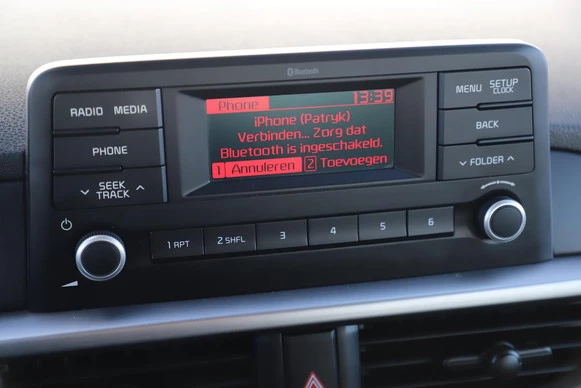 Bluetooth
RADIO MEDIA
PHONE
SEEK
TRACK
Phone 13:39
iPhone (Patryk)
Verbinden... Zorg dat
Bluetooth is ingeschakeld.
1 Annuleren 2 Toevoegen
MENU SETUP
CLOCK
BACK
FOLDER
1 RPT 2 SHFL 3 4 5 6